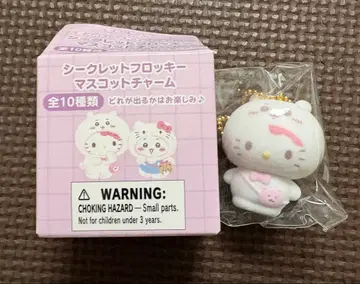 シークレットフロッキー
マスコットチャーム
全10種類
どれが出るかはお楽しみ♪
WARNING:
CHOKING HAZARD — Small parts.
Not for children under 3 years.